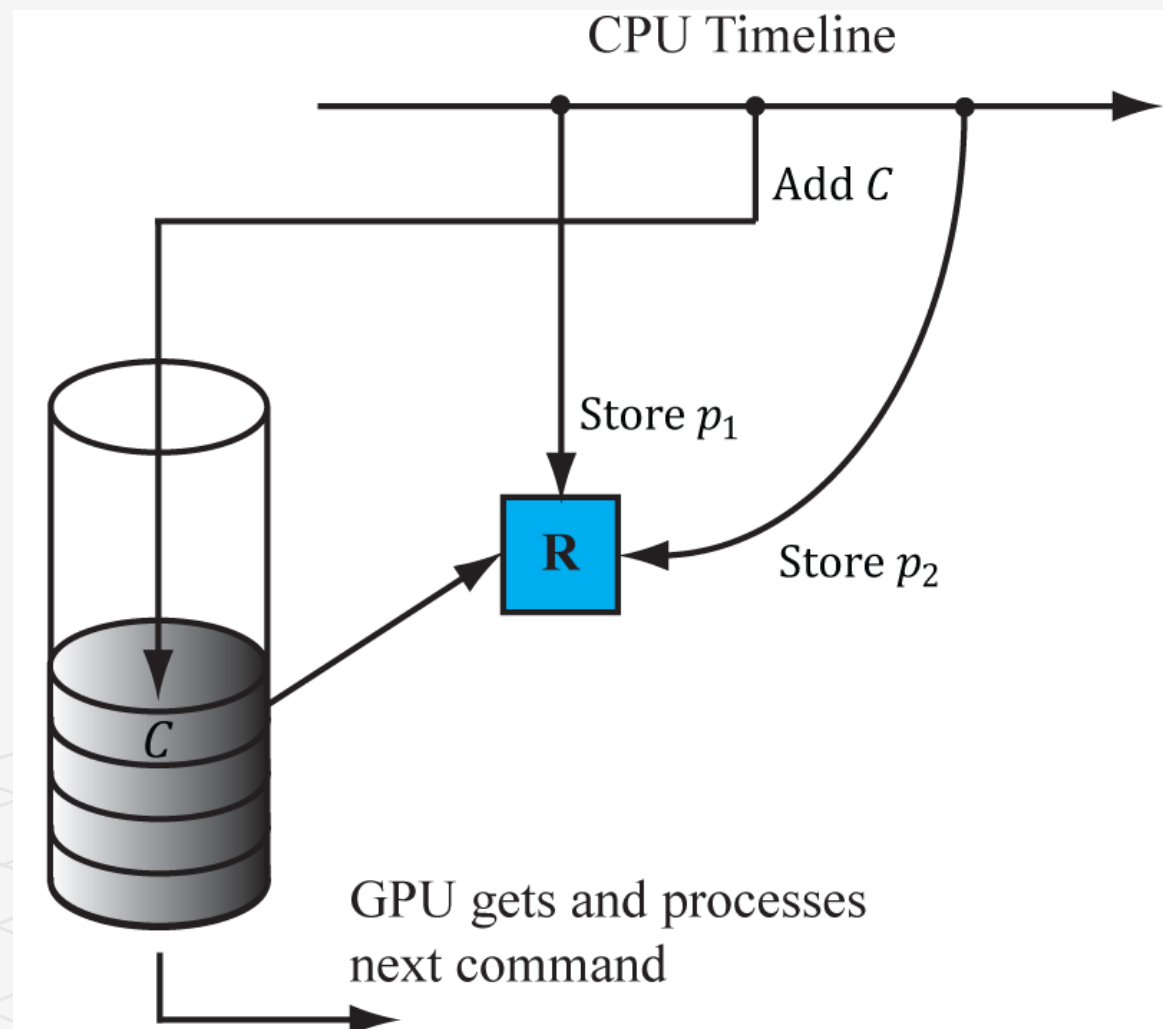 CPU Timeline
Add C
Store p₁
R
Store p₂
C
GPU gets and processes
next command